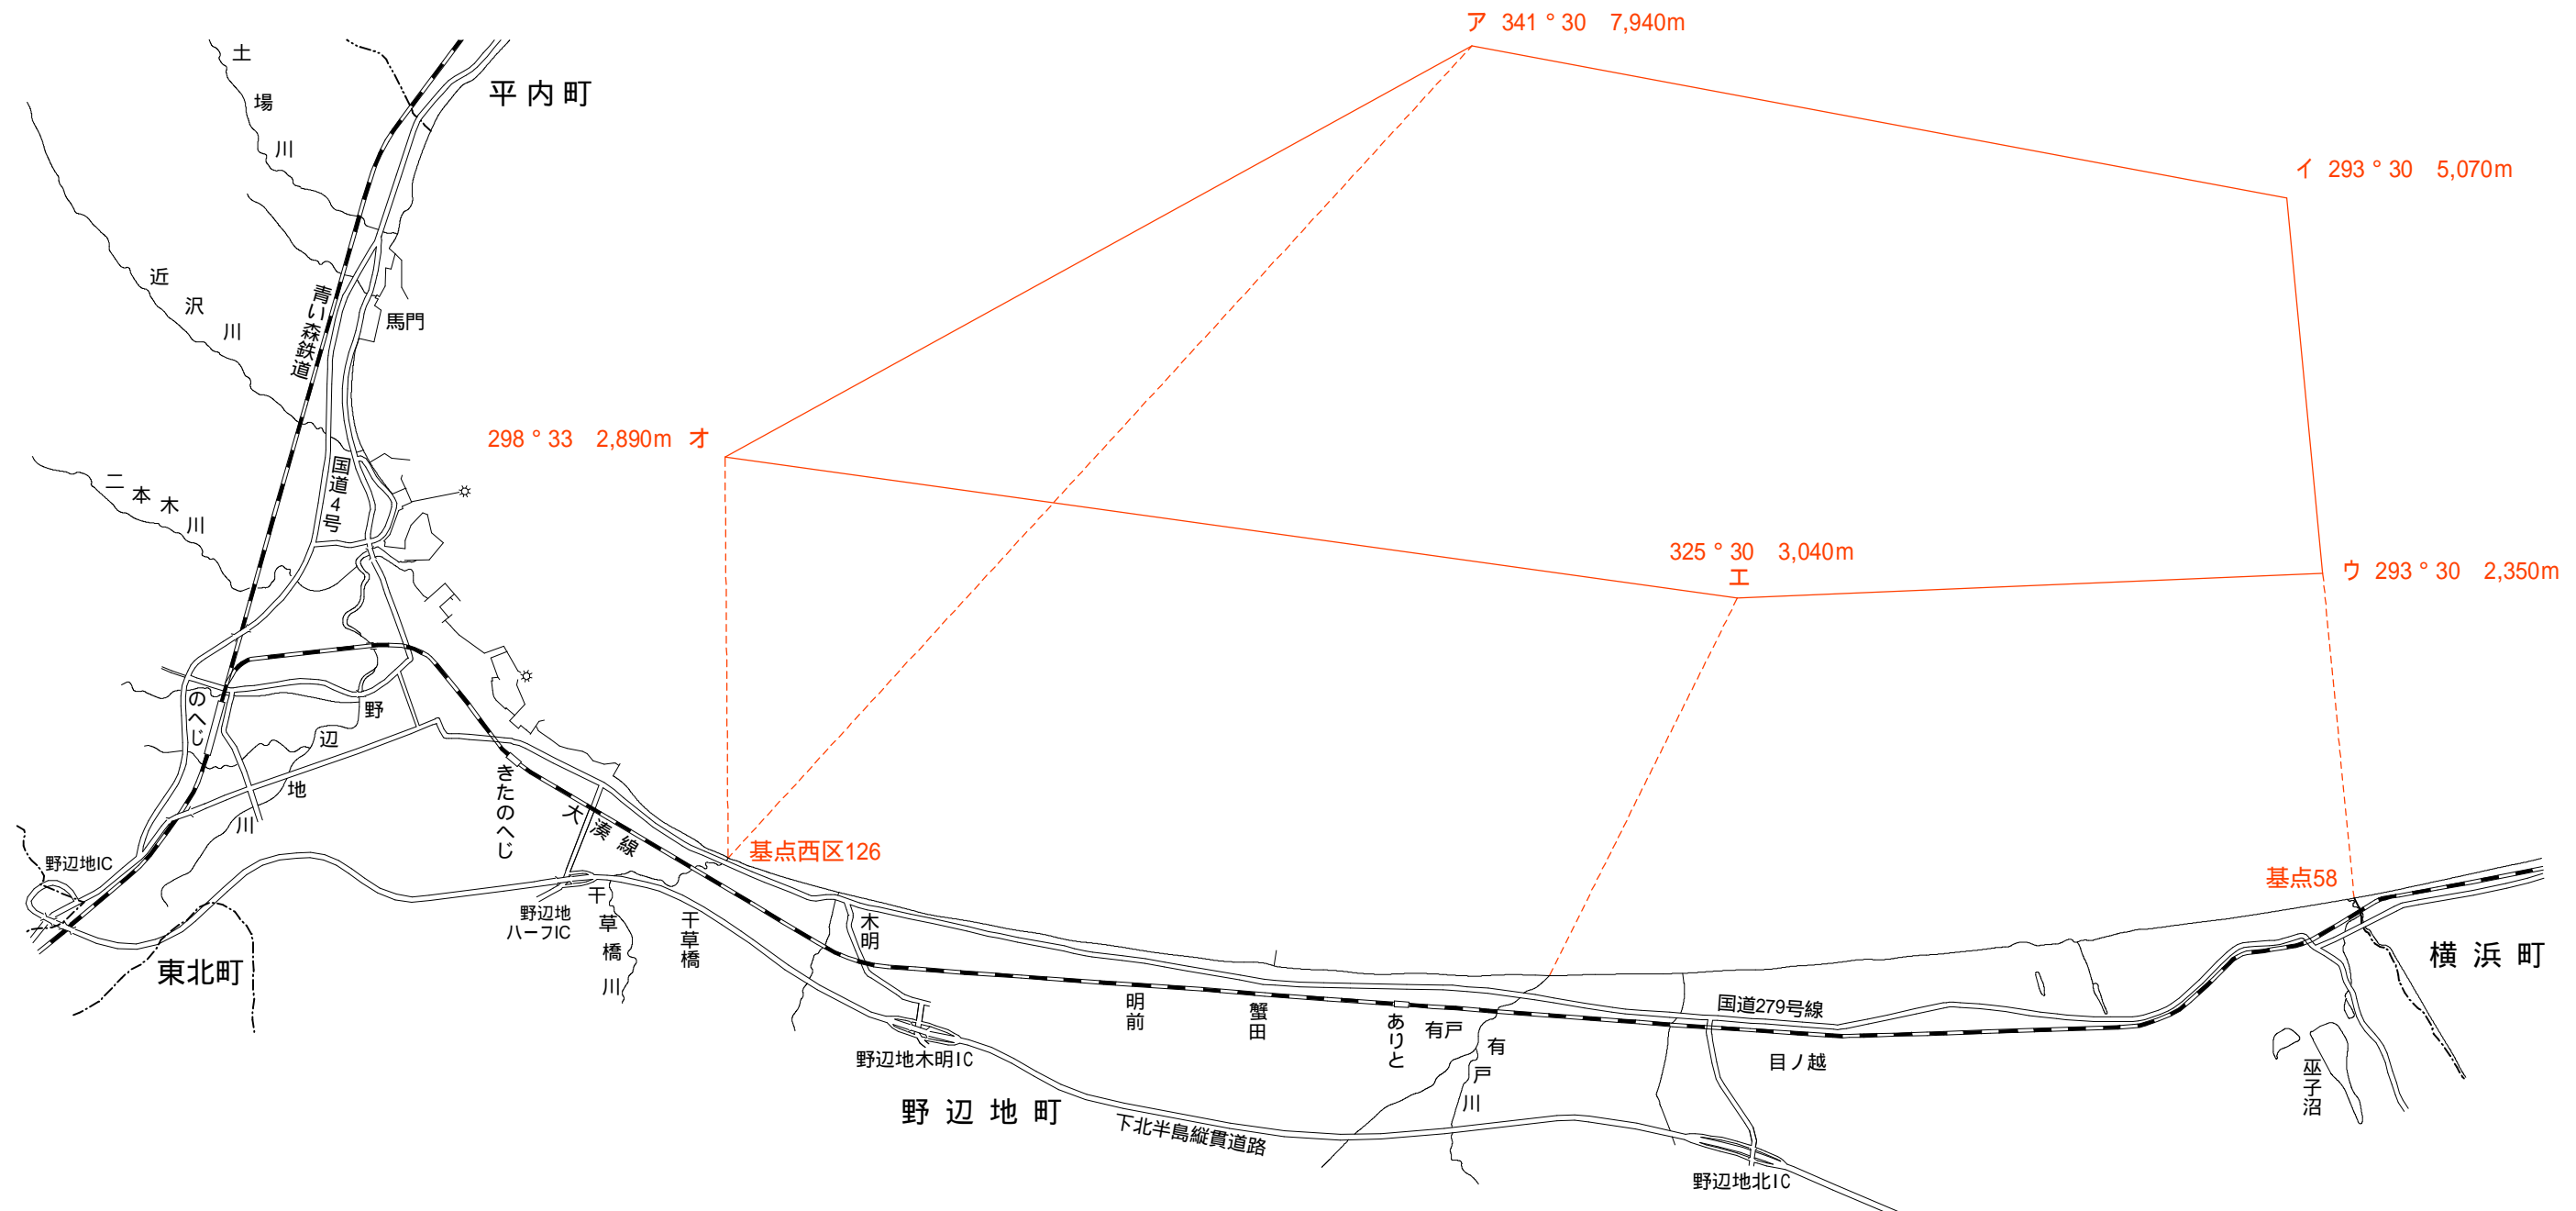 ア 341°30 7,940m
土場川
平内町
イ 293°30 5,070m
近沢川
青い森鉄道
馬門
298°33 2,890m オ
国道4号
二本木川
325°30 3,040m
エ
ウ 293°30 2,350m
のへじ
野辺地川
きたのへじ
大湊線
基点西区126
基点58
野辺地IC
野辺地
ハーフIC
干草橋川
干草橋
木明
東北町
横浜町
明前
蟹田
ありと
有戸
有戸川
国道279号線
目ノ越
巫子沼
野辺地木明IC
野辺地町
下北半島縦貫道路
野辺地北IC